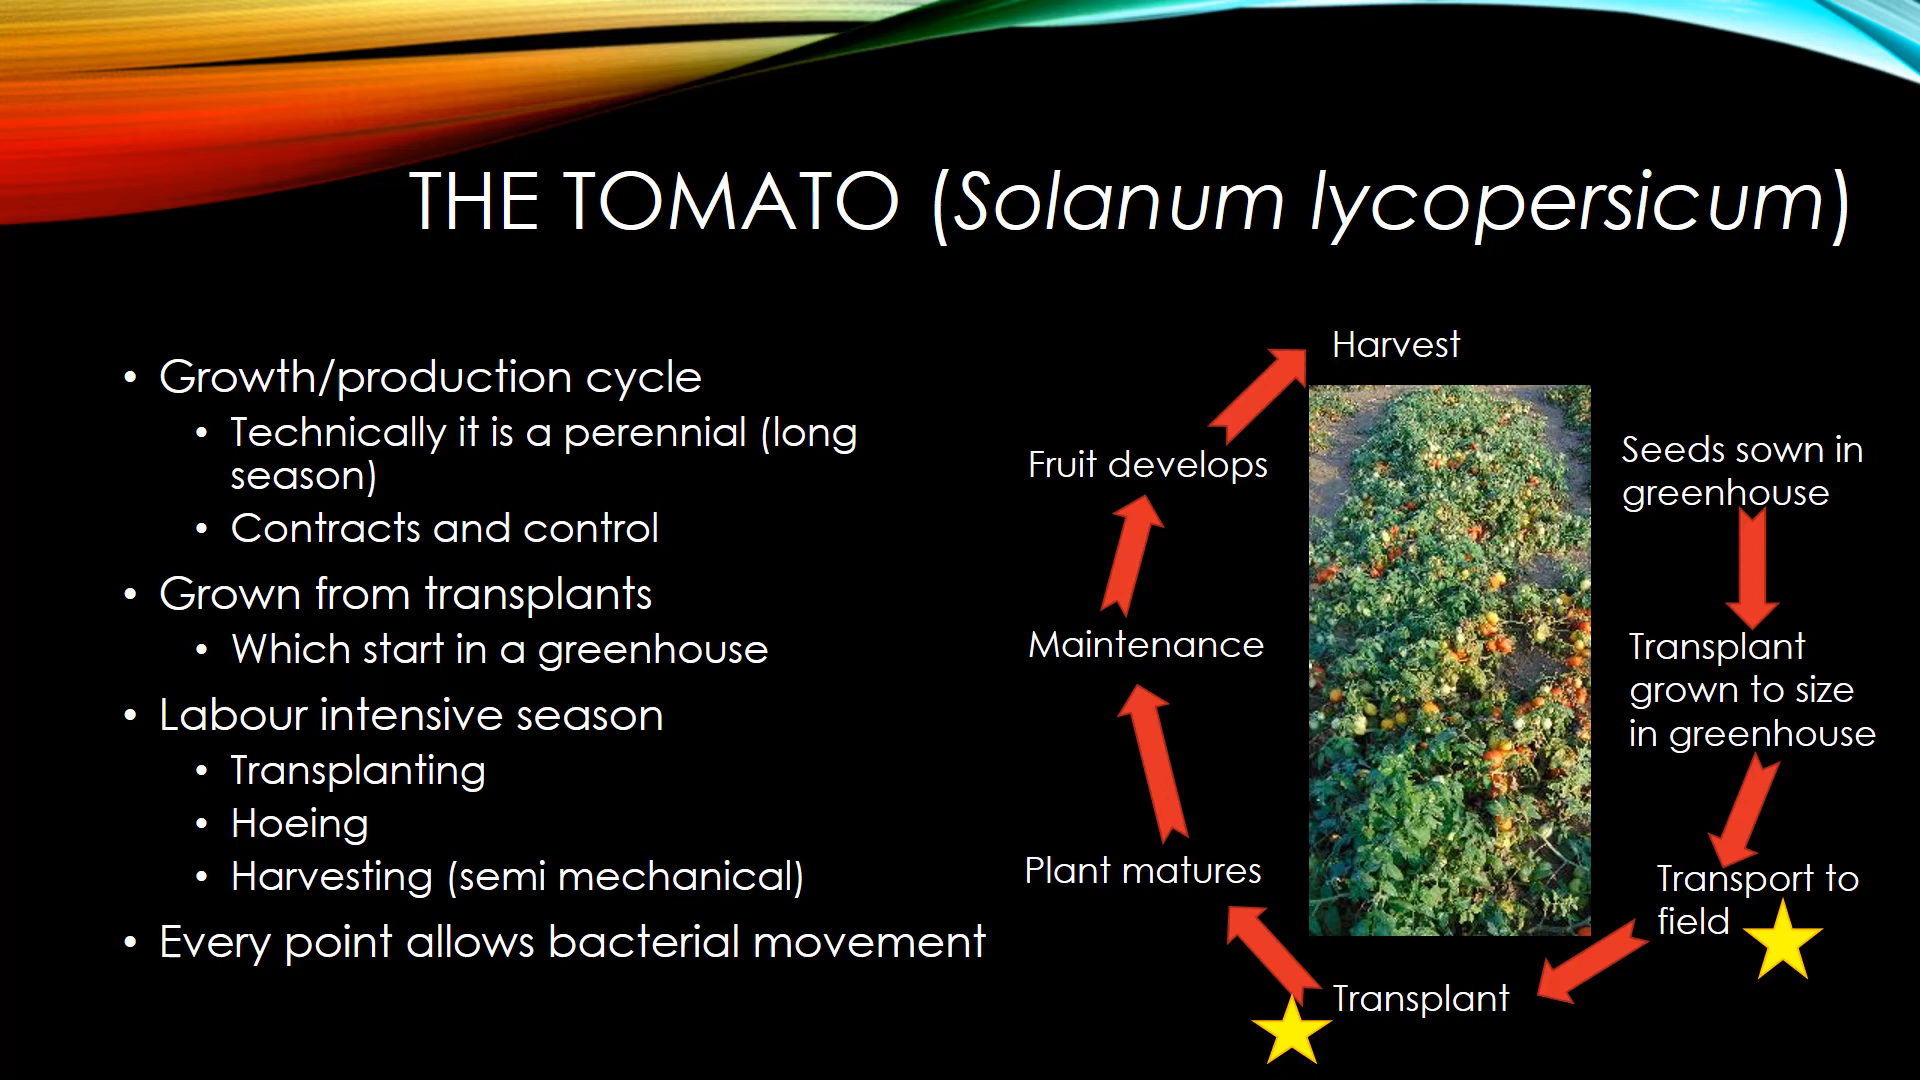 THE TOMATO (Solanum lycopersicum)
• Growth/production cycle
• Technically it is a perennial (long
season)
• Contracts and control
• Grown from transplants
• Which start in a greenhouse
• Labour intensive season
• Transplanting
• Hoeing
• Harvesting (semi mechanical)
• Every point allows bacterial movement
Harvest
Seeds sown in
greenhouse
Transplant
grown to size
in greenhouse
Transport to
field
Transplant
Plant matures
Maintenance
Fruit develops